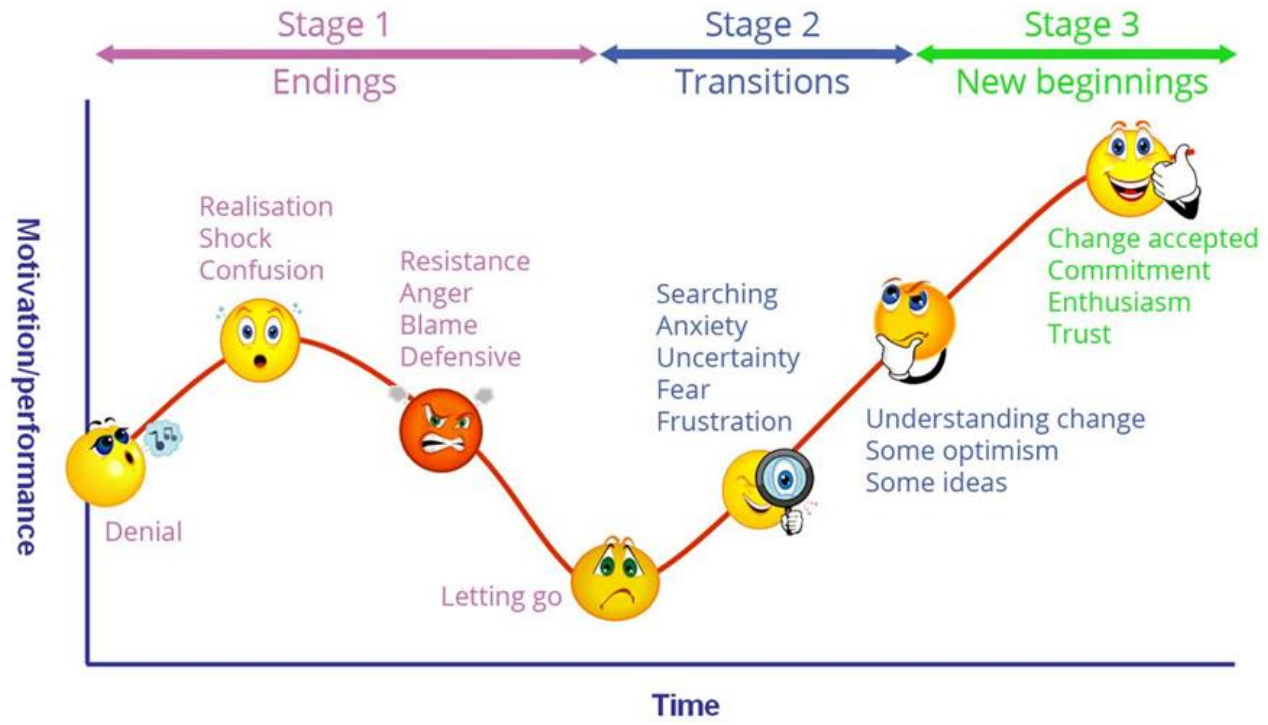 Stage 1
Stage 2
Stage 3
Endings
Transitions
New beginnings
Motivation/performance
Realisation
Shock
Confusion
Resistance
Anger
Blame
Defensive
Denial
Letting go
Searching
Anxiety
Uncertainty
Fear
Frustration
Understanding change
Some optimism
Some ideas
Change accepted
Commitment
Enthusiasm
Trust
Time